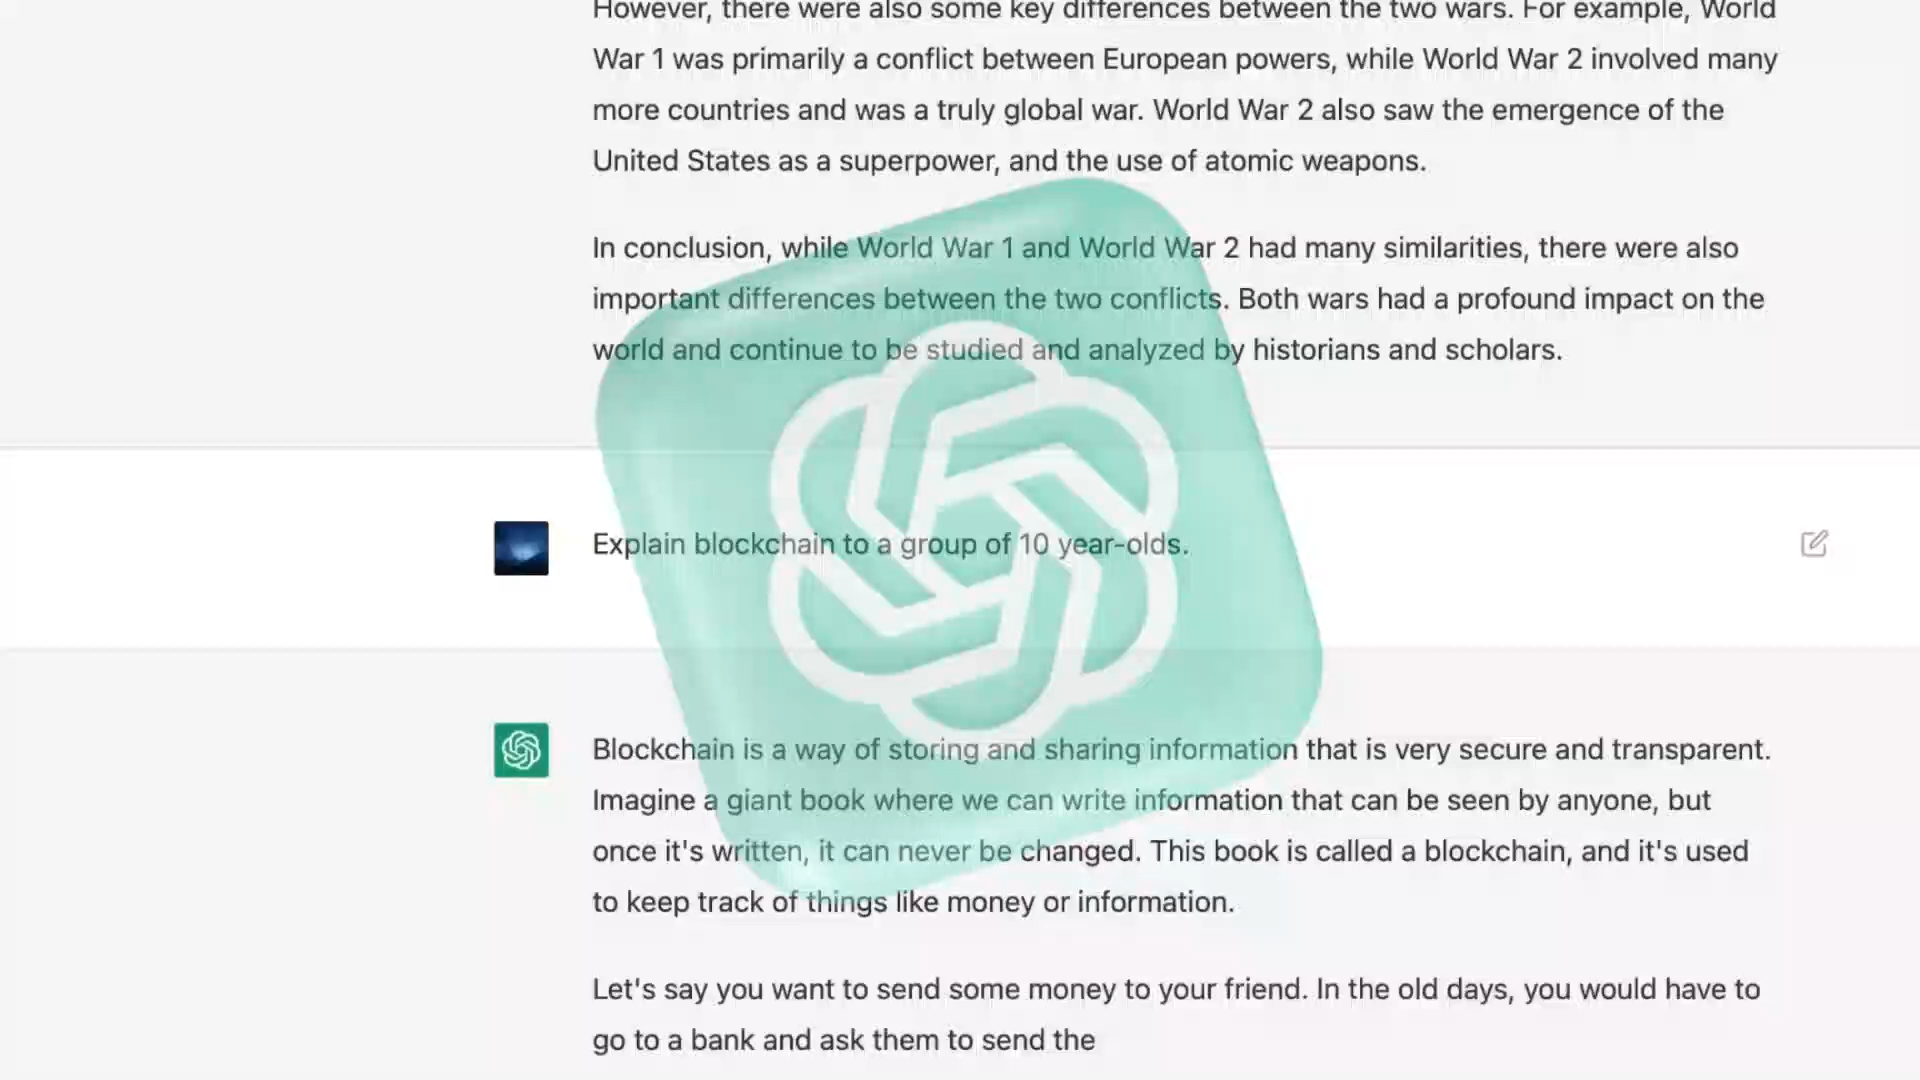 However, there were also some key differences between the two wars. For example, World
War 1 was primarily a conflict between European powers, while World War 2 involved many
more countries and was a truly global war. World War 2 also saw the emergence of the
United States as a superpower, and the use of atomic weapons.
In conclusion, while World War 1 and World War 2 had many similarities, there were also
important differences between the two conflicts. Both wars had a profound impact on the
world and continue to be studied and analyzed by historians and scholars.
Explain blockchain to a group of 10 year-olds.
Blockchain is a way of storing and sharing information that is very secure and transparent.
Imagine a giant book where we can write information that can be seen by anyone, but
once it's written, it can never be changed. This book is called a blockchain, and it's used
to keep track of things like money or information.
Let's say you want to send some money to your friend. In the old days, you would have to
go to a bank and ask them to send the